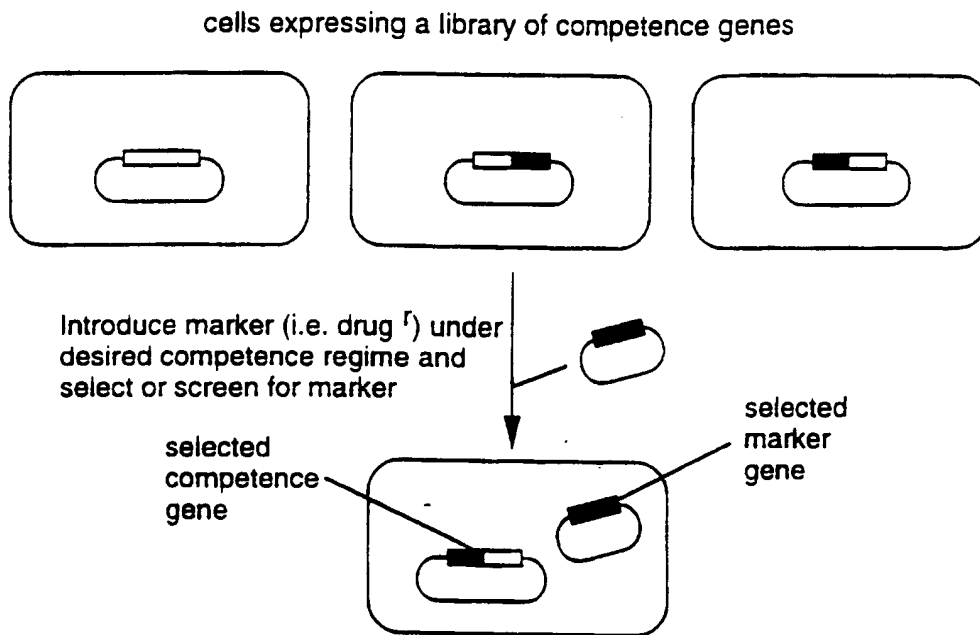 cells expressing a library of competence genes
Introduce marker (i.e. drug r) under
desired competence regime and
select or screen for marker
selected
marker
gene
selected
competence
gene